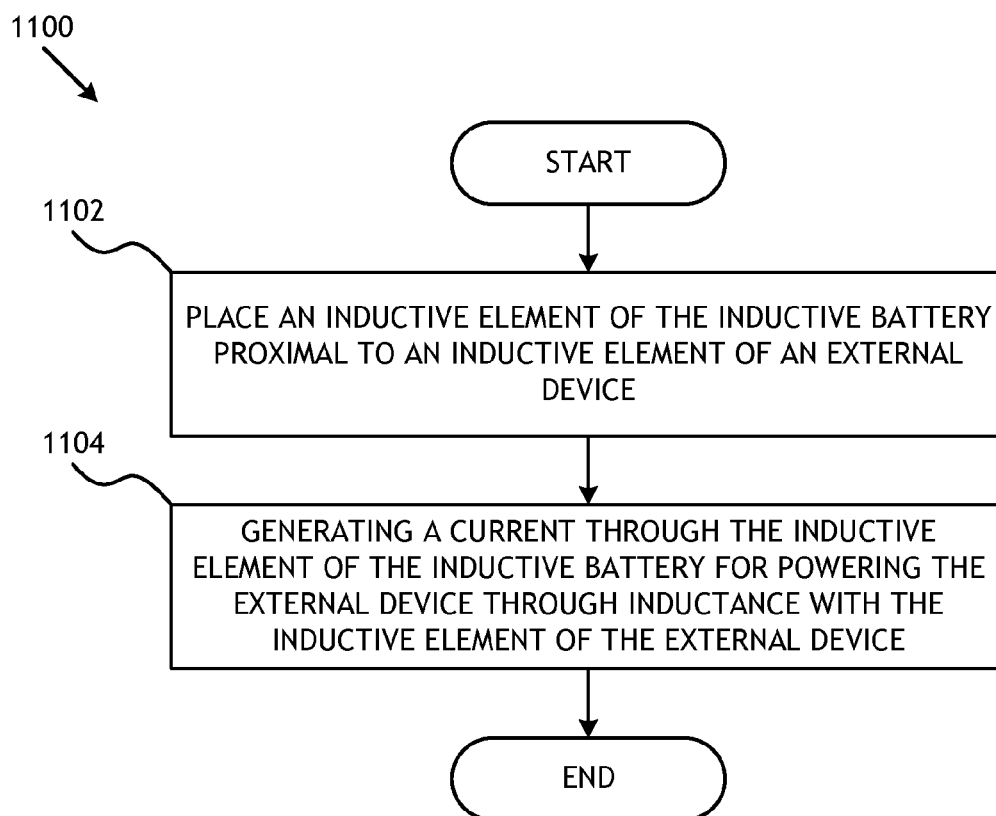 1100
START
1102
PLACE AN INDUCTIVE ELEMENT OF THE INDUCTIVE BATTERY
PROXIMAL TO AN INDUCTIVE ELEMENT OF AN EXTERNAL
DEVICE
1104
GENERATING A CURRENT THROUGH THE INDUCTIVE
ELEMENT OF THE INDUCTIVE BATTERY FOR POWERING THE
EXTERNAL DEVICE THROUGH INDUCTANCE WITH THE
INDUCTIVE ELEMENT OF THE EXTERNAL DEVICE
END